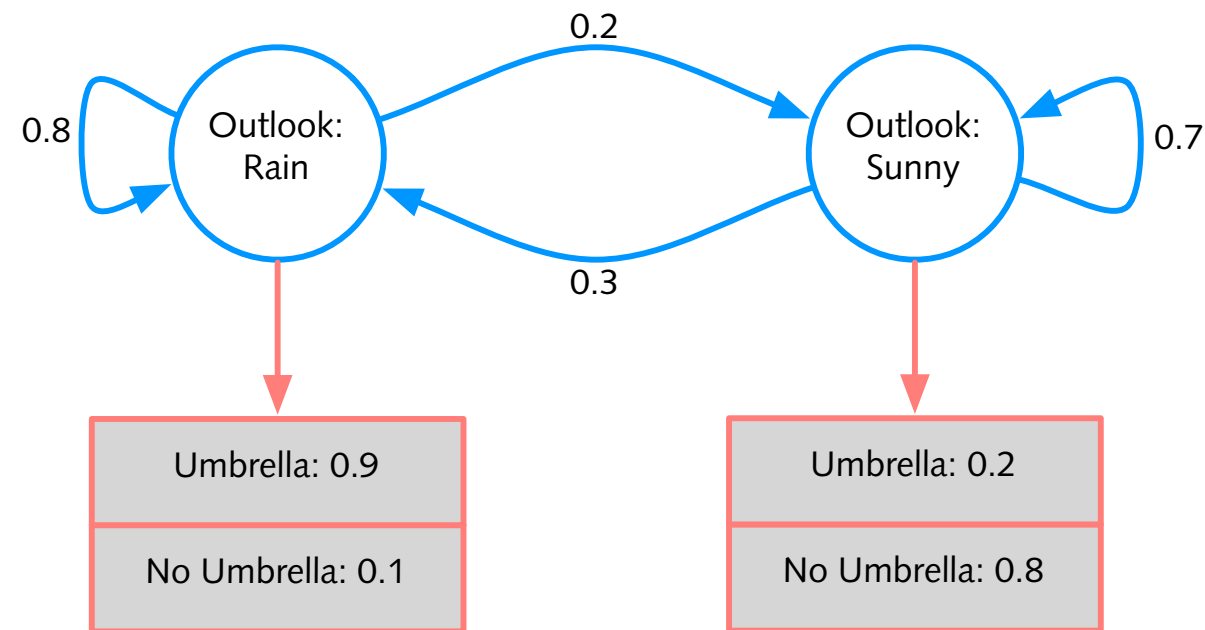 0.2
0.8
Outlook:
Rain
Outlook:
Sunny
0.7
0.3
Umbrella: 0.9
No Umbrella: 0.1
Umbrella: 0.2
No Umbrella: 0.8